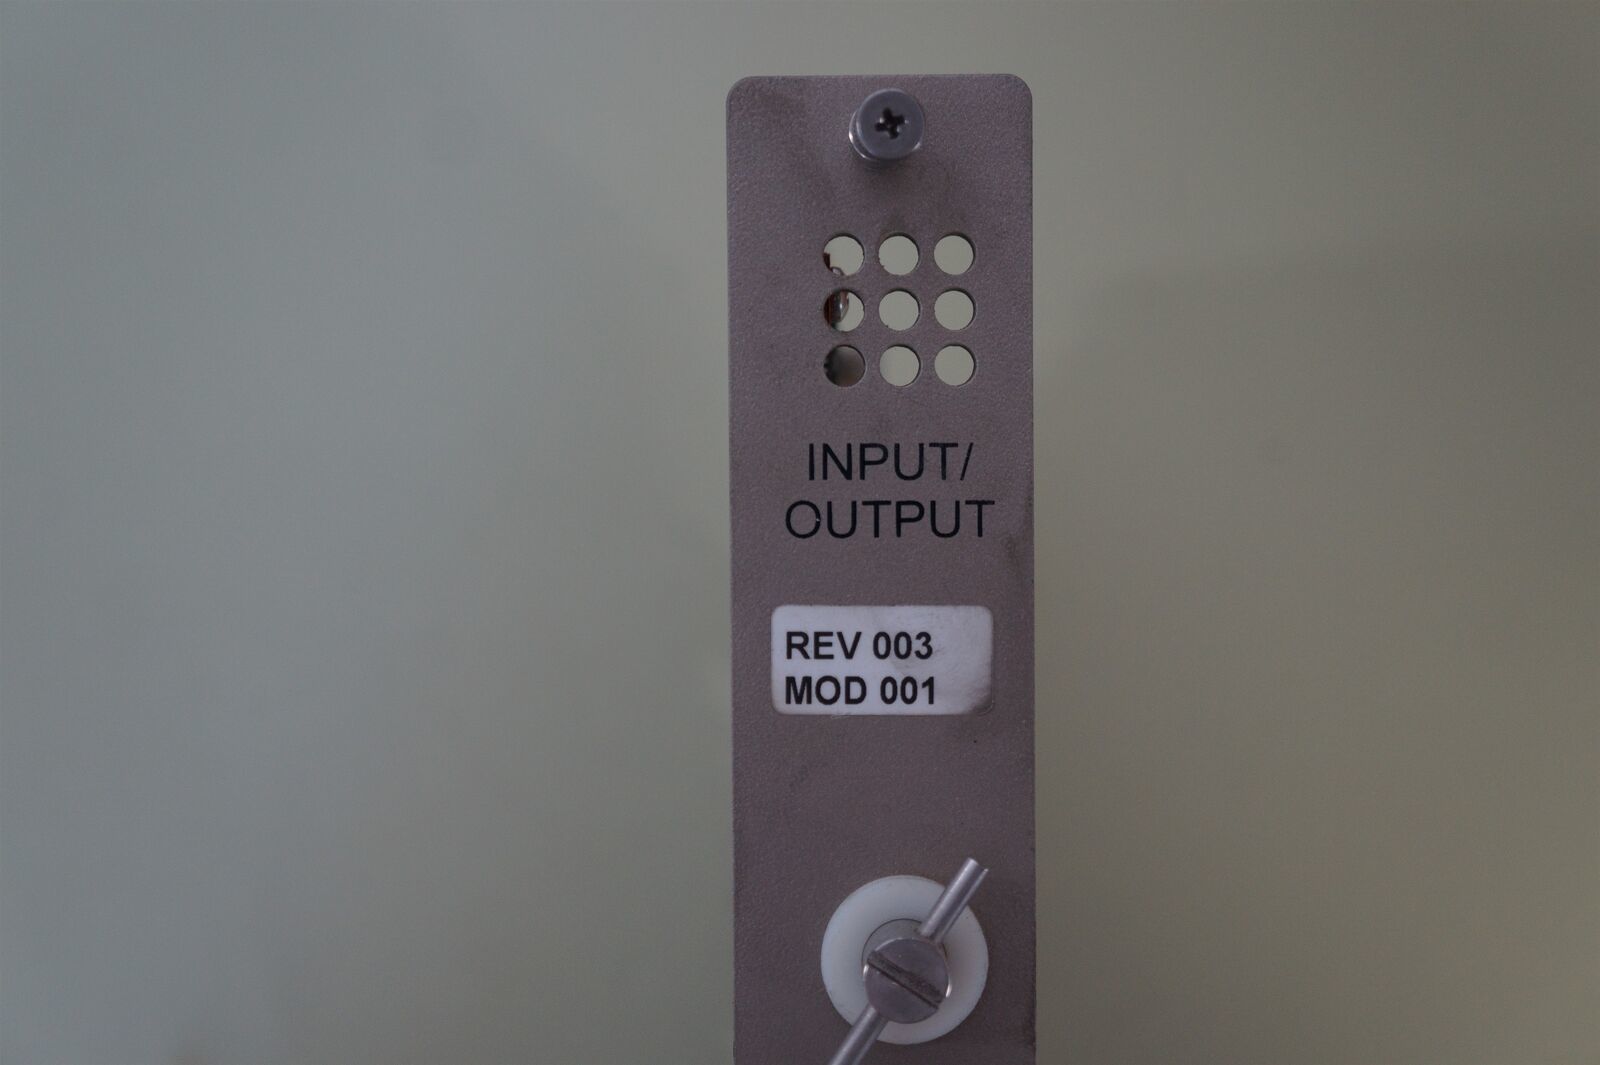 INPUT/
OUTPUT
REV 003
MOD 001